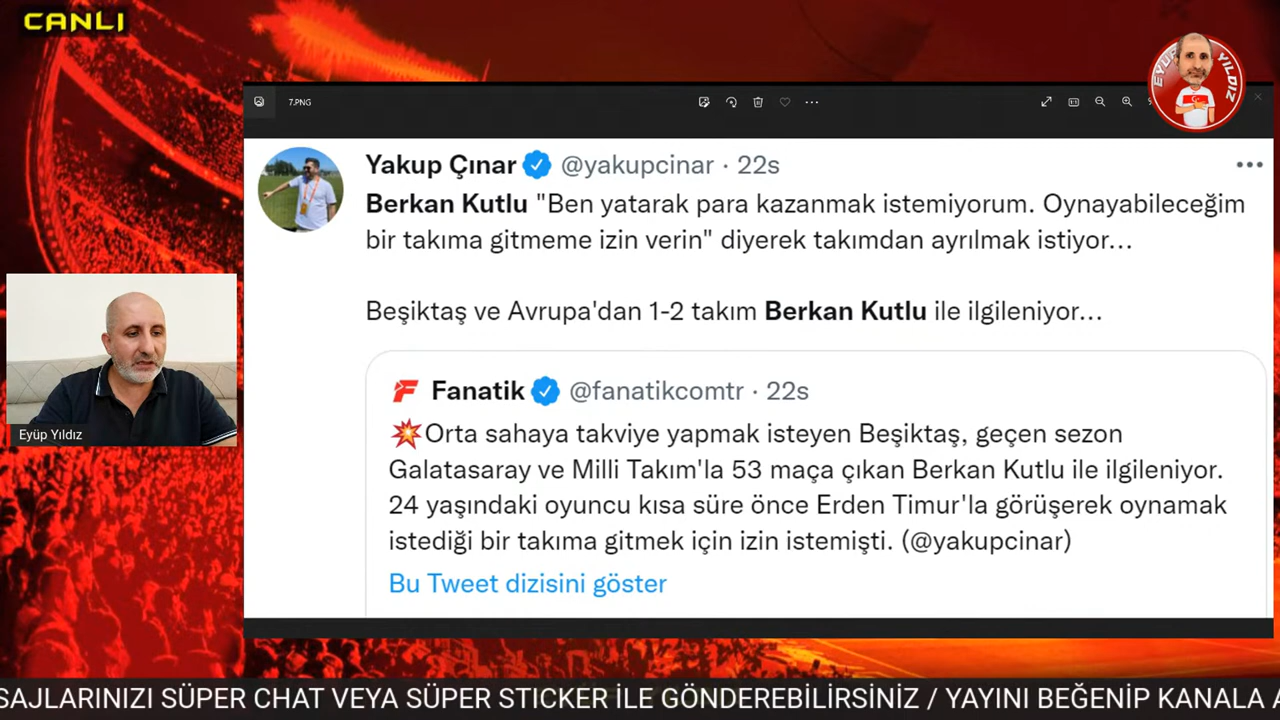 CANLI
7.PNG
EYÜP YILDIZ
Yakup Çınar @yakupcinar · 22s
Berkan Kutlu "Ben yatarak para kazanmak istemiyorum. Oynayabileceğim
bir takıma gitmeme izin verin" diyerek takımdan ayrılmak istiyor...
Beşiktaş ve Avrupa'dan 1-2 takım Berkan Kutlu ile ilgileniyor...
Fanatik @fanatikcomtr · 22s
💥Orta sahaya takviye yapmak isteyen Beşiktaş, geçen sezon
Galatasaray ve Milli Takım'la 53 maça çıkan Berkan Kutlu ile ilgileniyor.
24 yaşındaki oyuncu kısa süre önce Erden Timur'la görüşerek oynamak
istediği bir takıma gitmek için izin istemişti. (@yakupcinar)
Bu Tweet dizisini göster
Eyüp Yıldız
SAJLARINIZI SÜPER CHAT VEYA SÜPER STICKER İLE GÖNDEREBİLİRSİNİZ / YAYINI BEĞENİP KANALA A